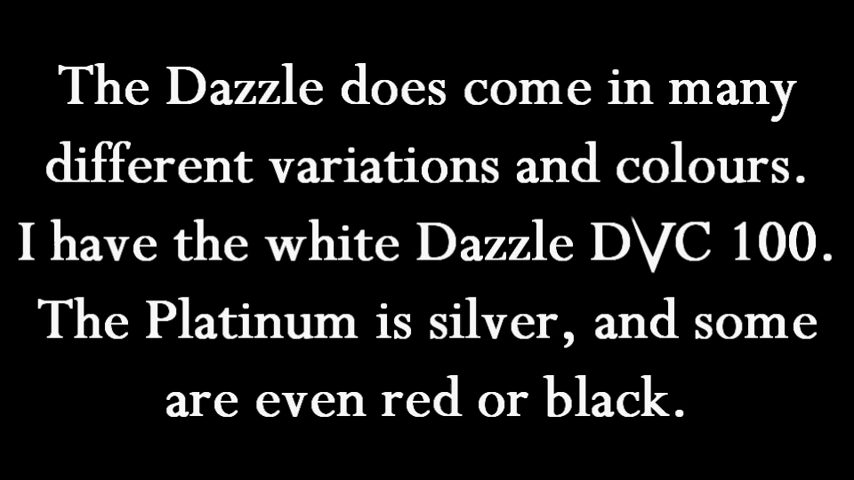 The Dazzle does come in many
different variations and colours.
I have the white Dazzle DVC 100.
The Platinum is silver, and some
are even red or black.